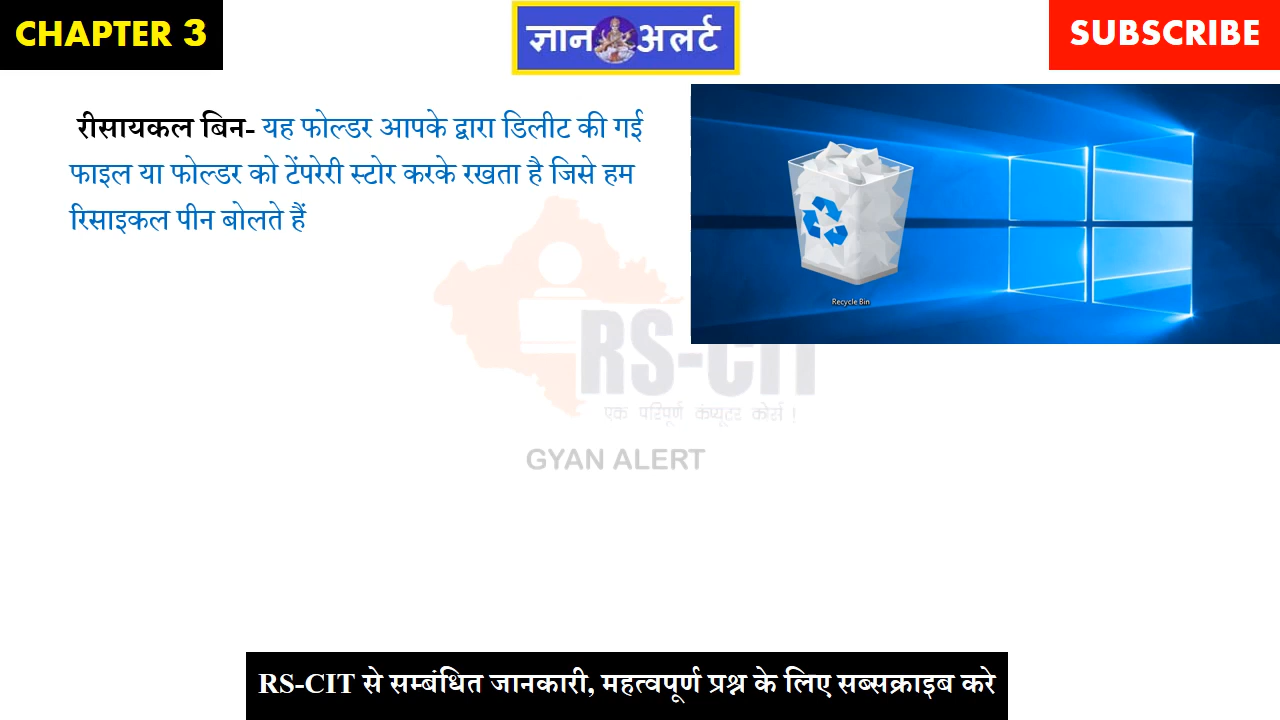 CHAPTER 3
ज्ञान अलर्ट
SUBSCRIBE
रीसायकल बिन- यह फोल्डर आपके द्वारा डिलीट की गई
फाइल या फोल्डर को टेंपरेरी स्टोर करके रखता है जिसे हम
रिसाइकल पीन बोलते हैं
Recycle Bin
RS-CIT
एक परिपूर्ण कंप्यूटर कोर्स !
GYAN ALERT
RS-CIT से सम्बंधित जानकारी, महत्वपूर्ण प्रश्न के लिए सब्सक्राइब करे